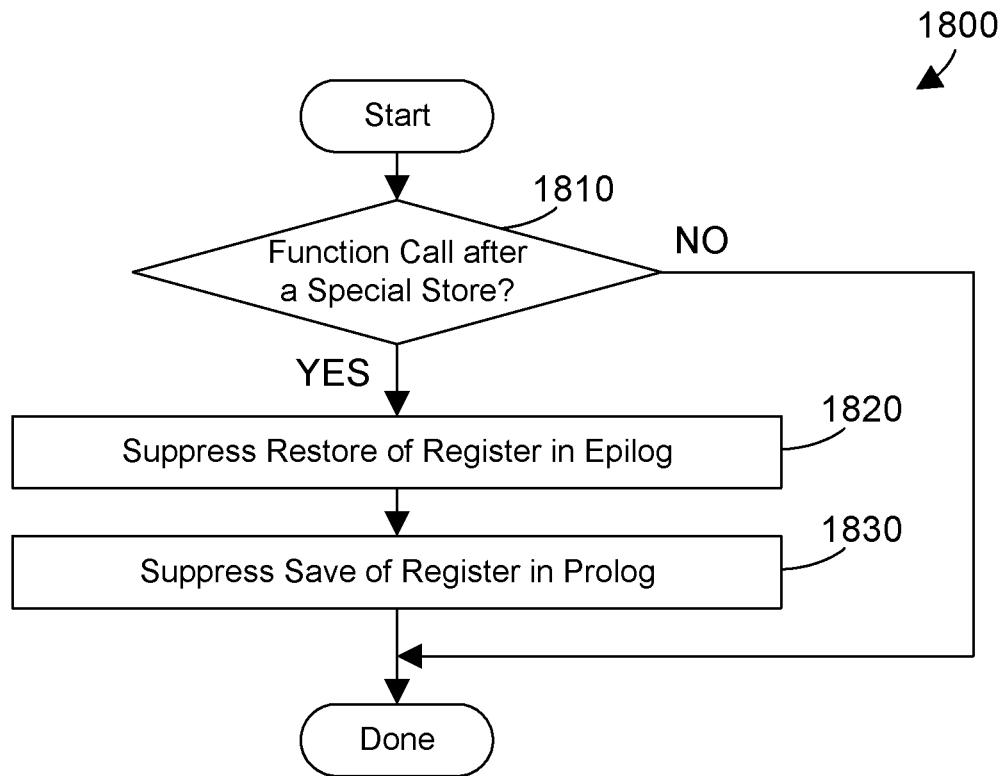 1800
Start
1810
Function Call after
a Special Store?
NO
YES
1820
Suppress Restore of Register in Epilog
1830
Suppress Save of Register in Prolog
Done